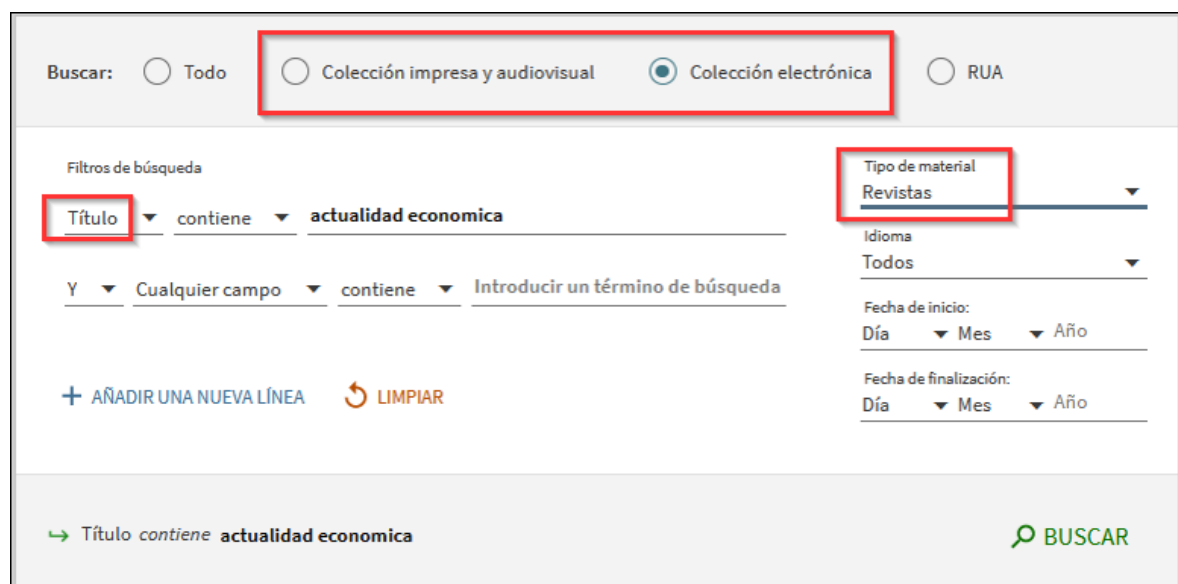 Buscar: Todo Colección impresa y audiovisual Colección electrónica RUA
Filtros de búsqueda
Título contiene actualidad economica
Y Cualquier campo contiene Introducir un término de búsqueda
+ AÑADIR UNA NUEVA LÍNEA LIMPIAR
Tipo de material
Revistas
Idioma
Todos
Fecha de inicio:
Día Mes Año
Fecha de finalización:
Día Mes Año
Título contiene actualidad economica
BUSCAR